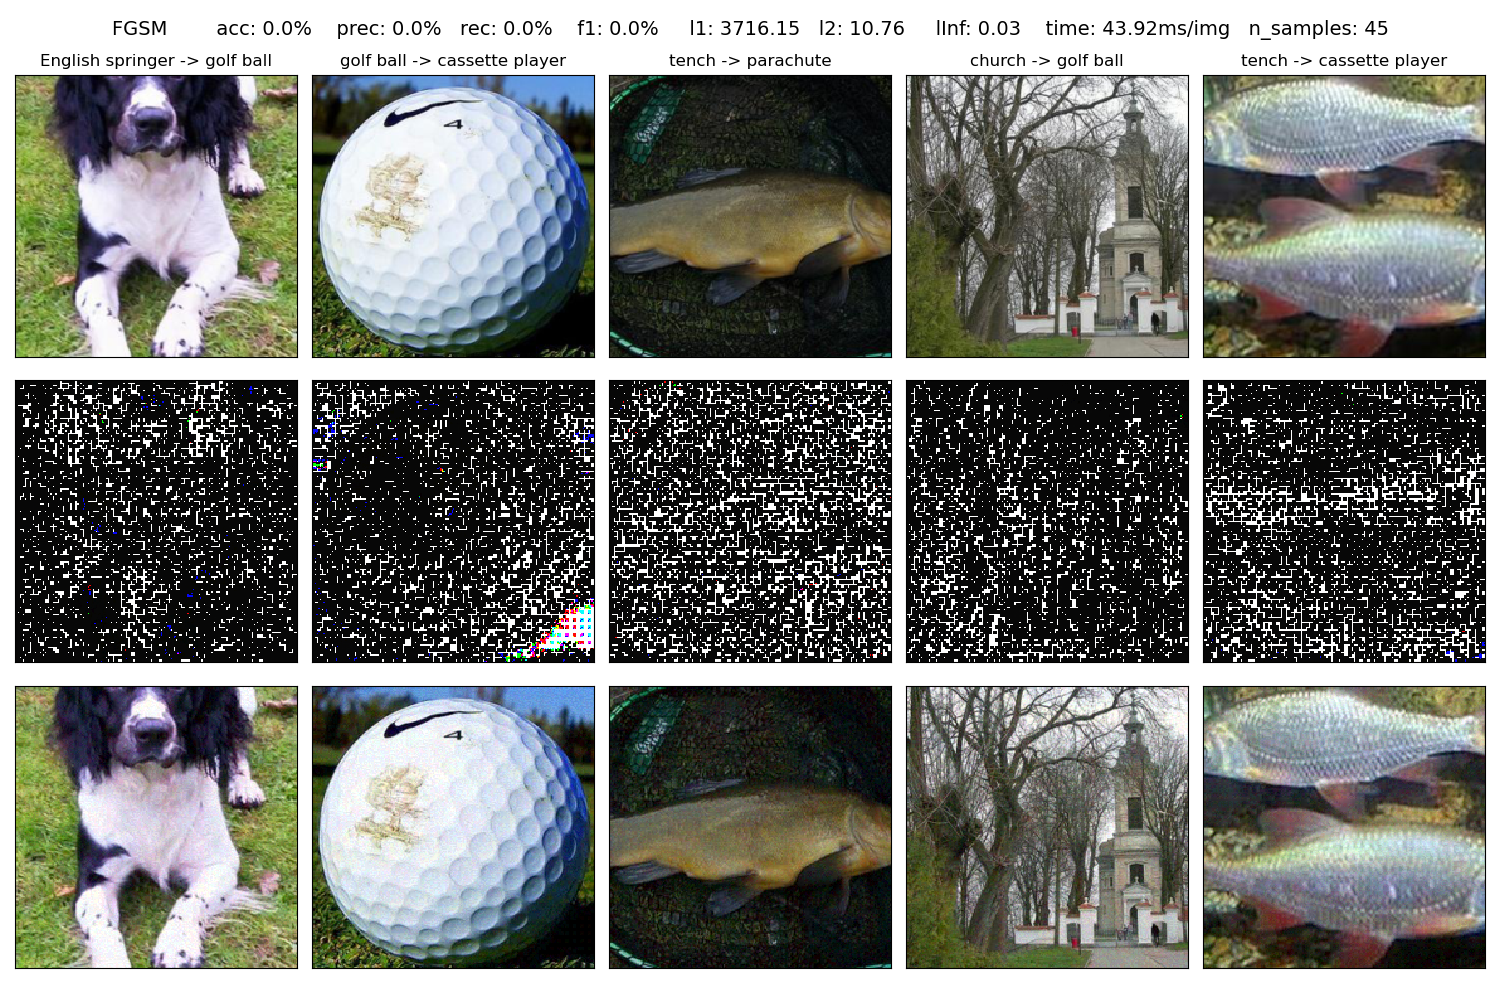 FGSM acc: 0.0% prec: 0.0% rec: 0.0% f1: 0.0% l1: 3716.15 l2: 10.76 lInf: 0.03 time: 43.92ms/img n_samples: 45
English springer -> golf ball
golf ball -> cassette player
tench -> parachute
church -> golf ball
tench -> cassette player
4
4